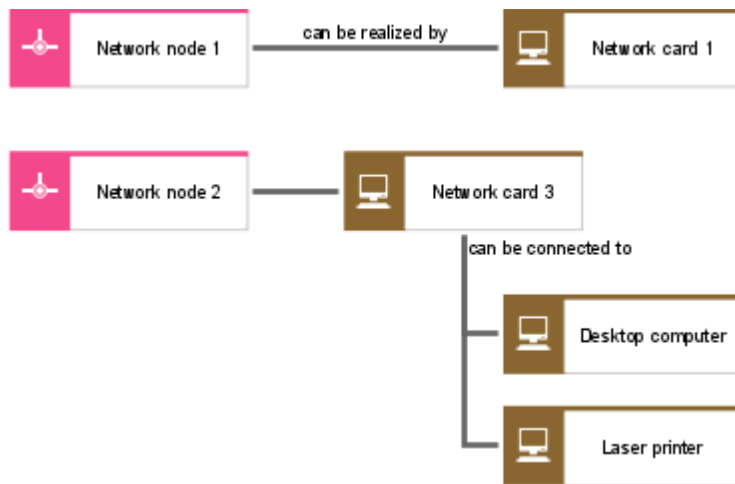 Network node 1
can be realized by
Network card 1
Network node 2
Network card 3
can be connected to
Desktop computer
Laser printer